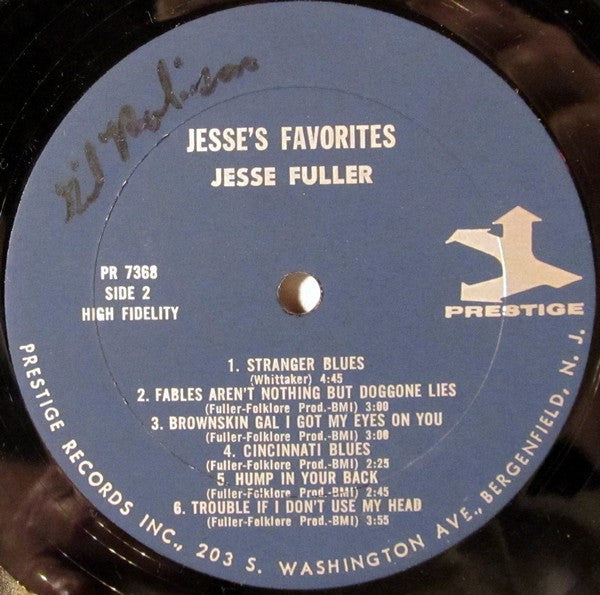 Gil Robinson
JESSE'S FAVORITES
JESSE FULLER
PR 7368
SIDE 2
HIGH FIDELITY
PRESTIGE
1. STRANGER BLUES
(Whittaker) 4:45
2. FABLES AREN'T NOTHING BUT DOGGONE LIES
(Fuller-Folklore Prod.-BMI) 3:00
3. BROWNSKIN GAL I GOT MY EYES ON YOU
(Fuller-Folklore Prod.-BMI) 3:00
4. CINCINNATI BLUES
(Fuller-Folklore Prod.-BMI) 2:25
5. HUMP IN YOUR BACK
(Fuller-Folklore Prod.-BMI) 2:45
6. TROUBLE IF I DON'T USE MY HEAD
(Fuller-Folklore Prod.-BMI) 3:55
PRESTIGE RECORDS INC., 203 S. WASHINGTON AVE., BERGENFIELD, N. J.